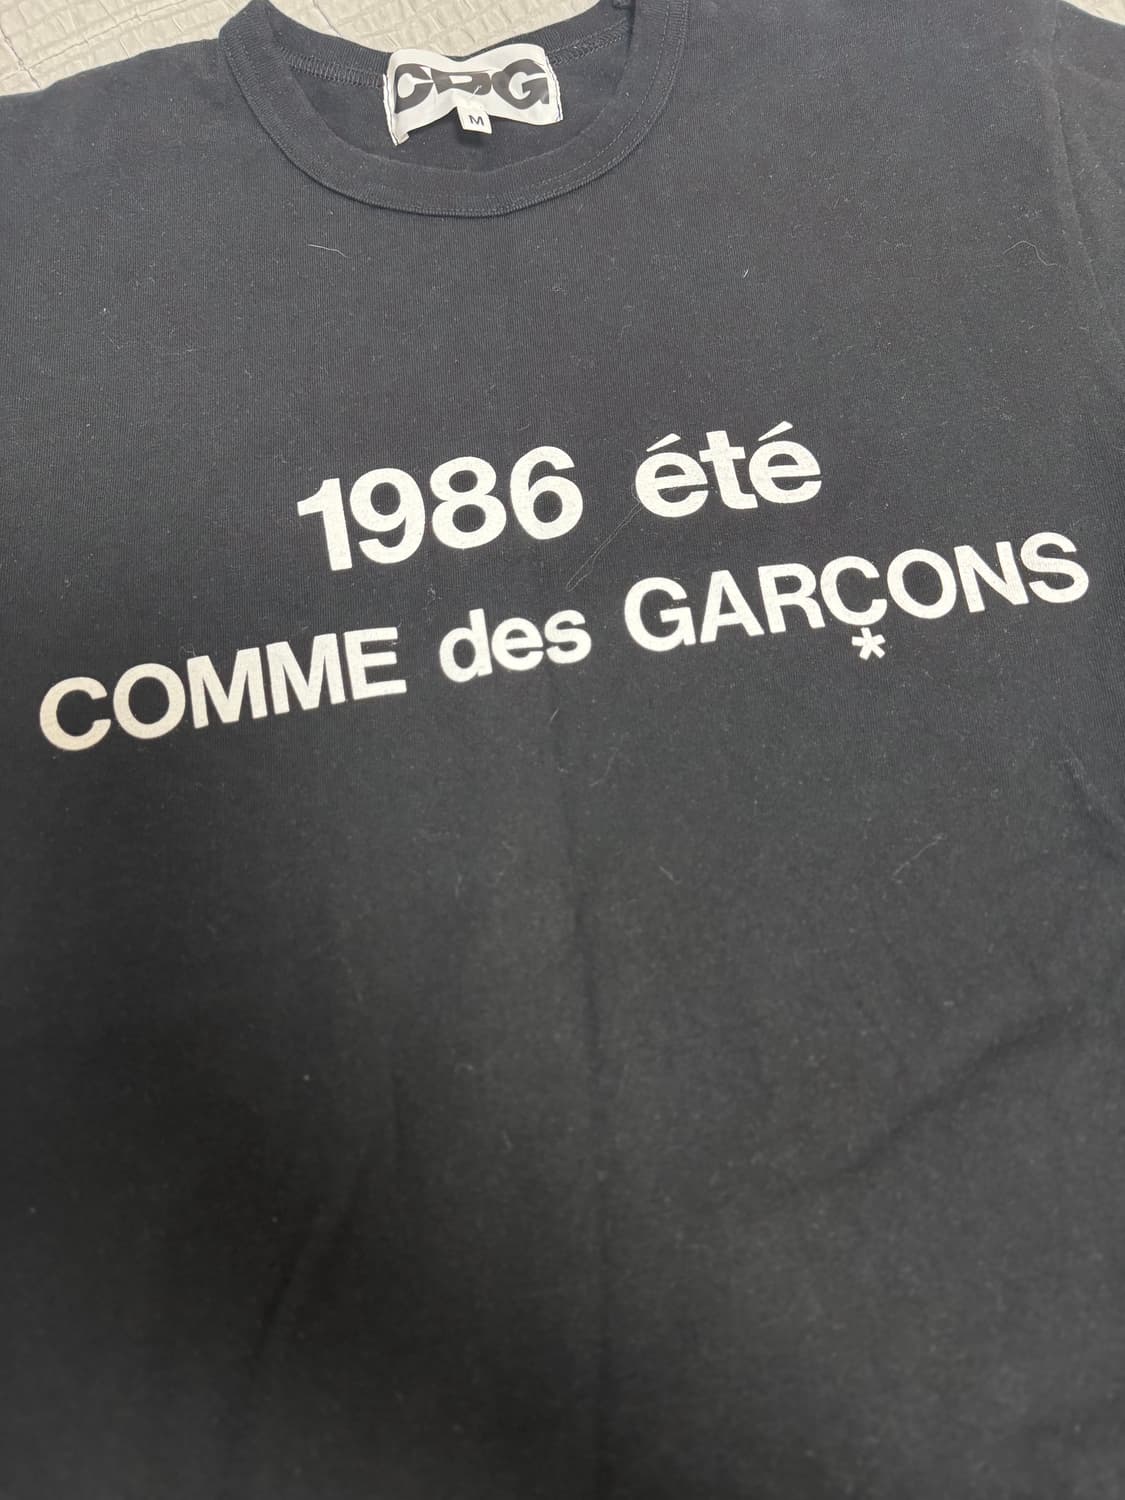 CDG
M
1986 été
COMME des GARÇONS
*